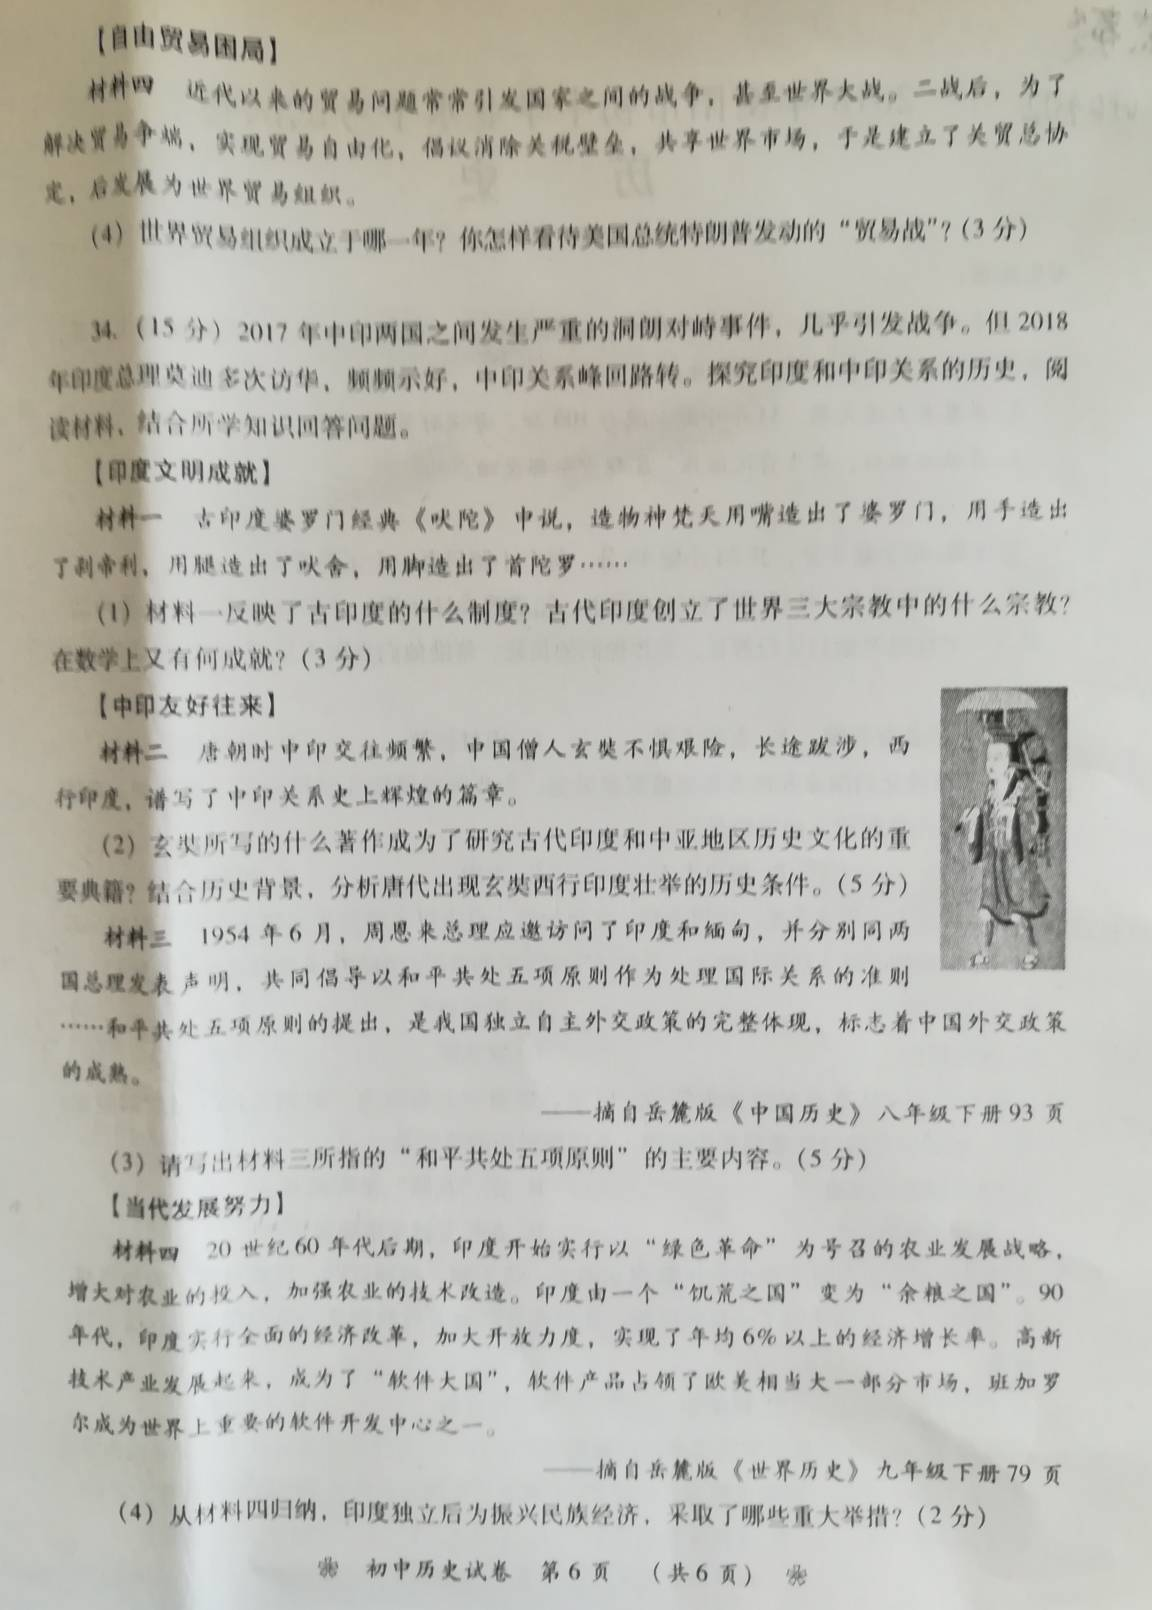 【自由贸易困局】
材料四 近代以来的贸易问题常常引发国家之间的战争，甚至世界大战。二战后，为了
解决贸易争端、实现贸易自由化，倡议消除关税壁垒，共享世界市场，于是建立了关贸总协
定，后发展为世界贸易组织。
(4) 世界贸易组织成立于哪一年？你怎样看待美国总统特朗普发动的“贸易战”？(3 分)
34. (15 分) 2017 年中印两国之间发生严重的洞朗对峙事件，几乎引发战争。但 2018
年印度总理莫迪多次访华，频频示好，中印关系峰回路转。探究印度和中印关系的历史，阅
读材料、结合所学知识回答问题。
【印度文明成就】
材料一 古印度婆罗门经典《吠陀》中说，造物神梵天用嘴造出了婆罗门，用手造出
了刹帝利，用腿造出了吠舍，用脚造出了首陀罗……
(1) 材料一反映了古印度的什么制度？古代印度创立了世界三大宗教中的什么宗教？
在数学上又有何成就？(3 分)
【中印友好往来】
材料二 唐朝时中印交往频繁，中国僧人玄奘不惧艰险，长途跋涉，西
行印度，谱写了中印关系史上辉煌的篇章。
(2) 玄奘所写的什么著作成为了研究古代印度和中亚地区历史文化的重
要典籍？结合历史背景，分析唐代出现玄奘西行印度壮举的历史条件。(5 分)
材料三 1954 年 6 月，周恩来总理应邀访问了印度和缅甸，并分别同两
国总理发表声明，共同倡导以和平共处五项原则作为处理国际关系的准则
……和平共处五项原则的提出，是我国独立自主外交政策的完整体现，标志着中国外交政策
的成熟。
——摘自岳麓版《中国历史》八年级下册 93 页
(3) 请写出材料三所指的“和平共处五项原则”的主要内容。(5 分)
【当代发展努力】
材料四 20 世纪 60 年代后期，印度开始实行以“绿色革命”为号召的农业发展战略，
增大对农业的投入，加强农业的技术改造。印度由一个“饥荒之国”变为“余粮之国”。90
年代，印度实行全面的经济改革，加大开放力度，实现了年均 6% 以上的经济增长率。高新
技术产业发展起来，成为了“软件大国”，软件产品占领了欧美相当大一部分市场，班加罗
尔成为世界上重要的软件开发中心之一。
——摘自岳麓版《世界历史》九年级下册 79 页
(4) 从材料四归纳，印度独立后为振兴民族经济，采取了哪些重大举措？(2 分)
初中历史试卷 第 6 页 (共 6 页)